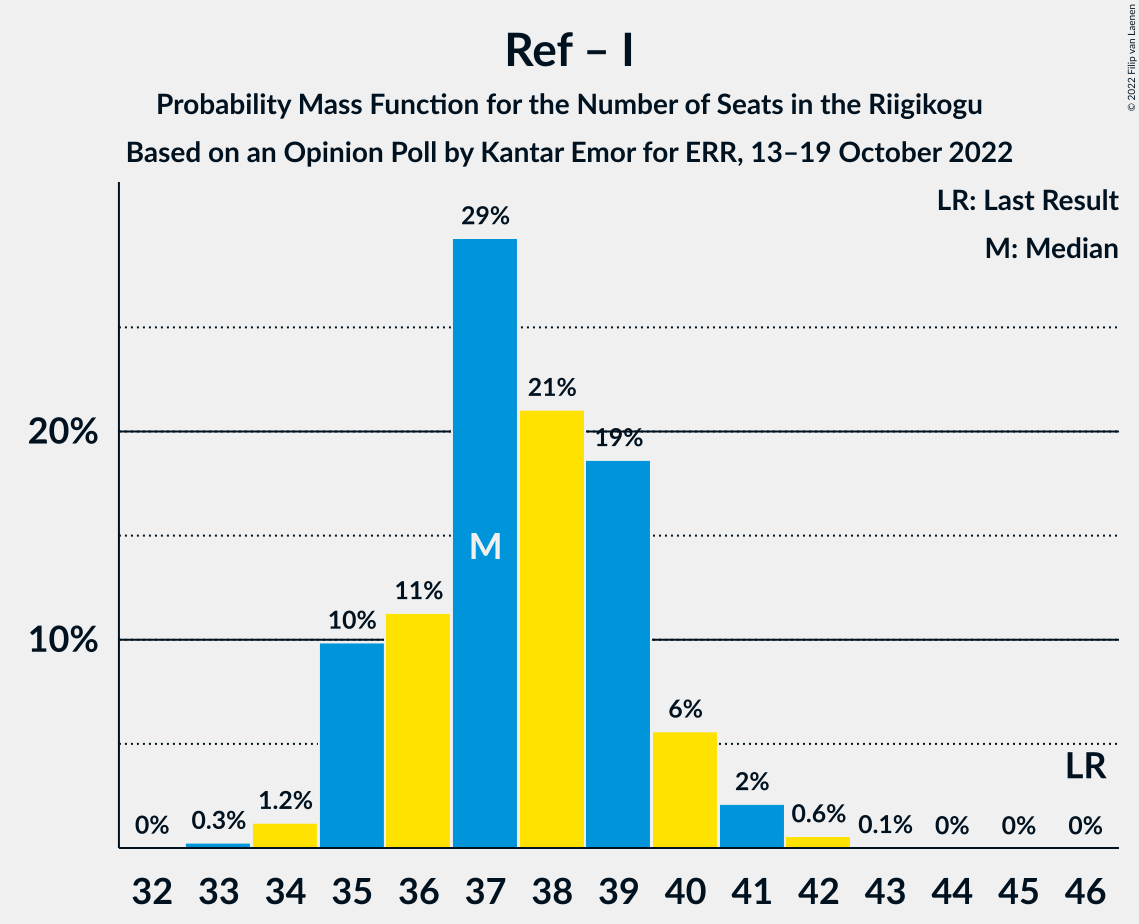 Ref – I
Probability Mass Function for the Number of Seats in the Riigikogu
Based on an Opinion Poll by Kantar Emor for ERR, 13–19 October 2022
© 2022 Filip van Laenen
LR: Last Result
M: Median
29%
21%
20%
19%
M
11%
10%
10%
6%
LR
2%
1.2%
0.6%
0.3%
0%
0.1%
0%
0%
0%
32 33 34 35 36 37 38 39 40 41 42 43 44 45 46